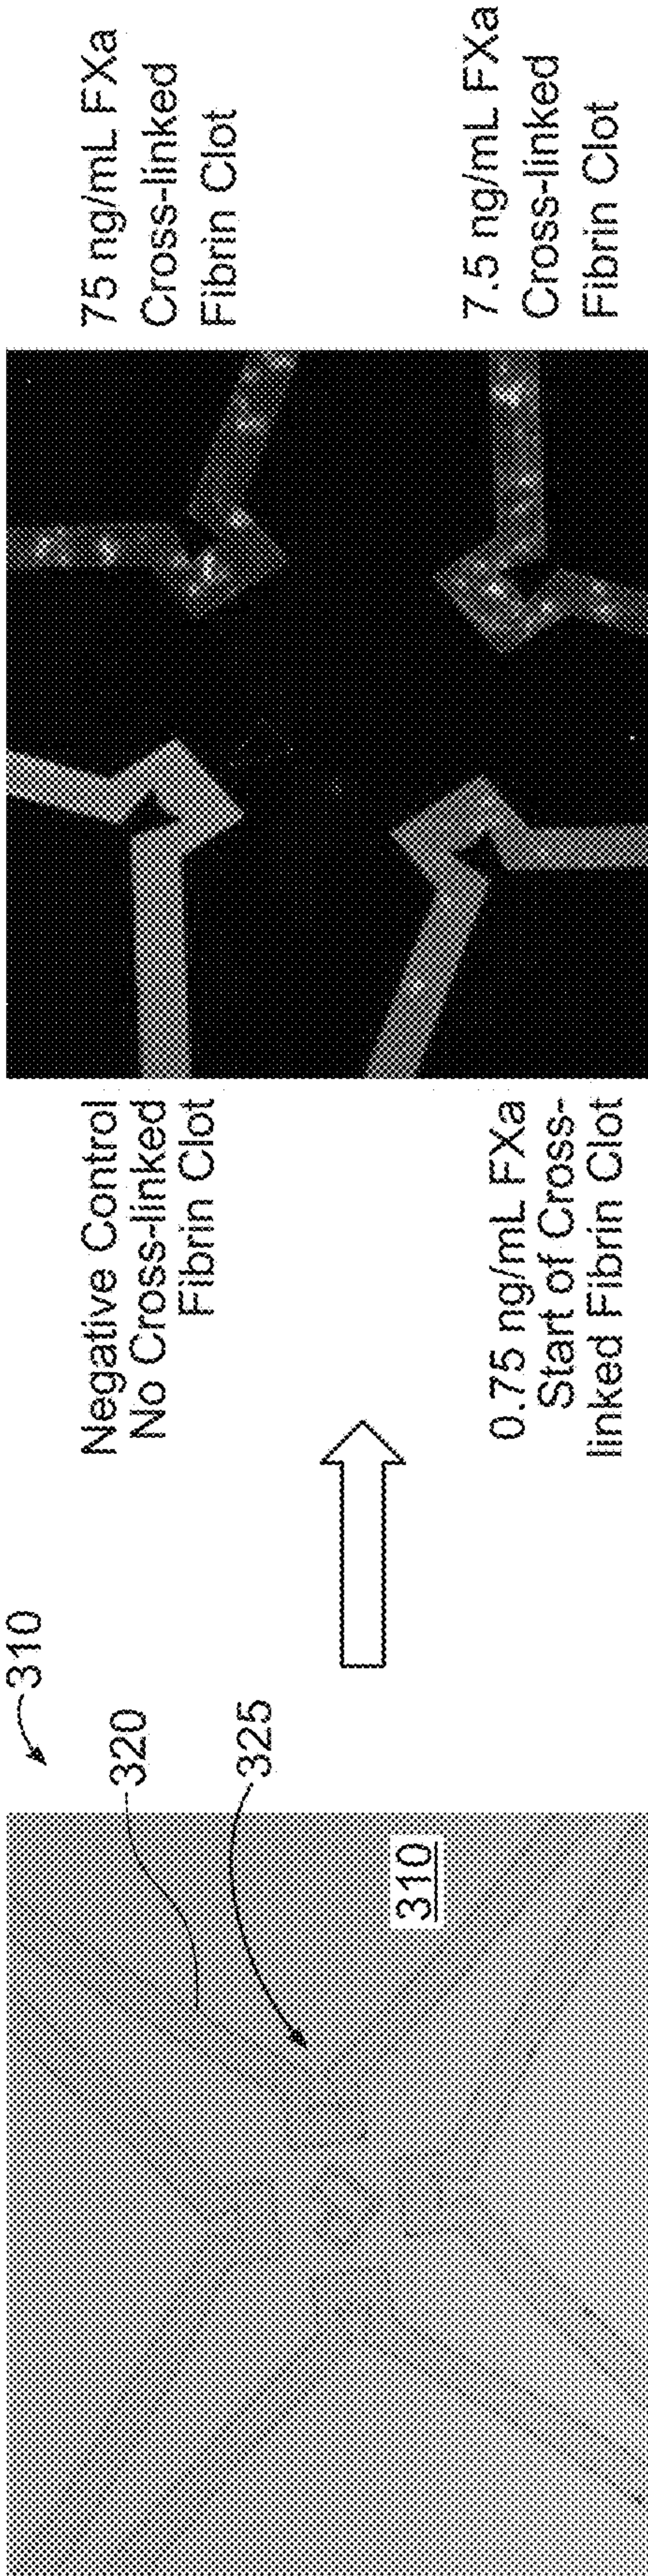 310
320
325
310
Negative Control
No Cross-linked
Fibrin Clot
0.75 ng/mL FXa
Start of Cross-
linked Fibrin Clot
75 ng/mL FXa
Cross-linked
Fibrin Clot
7.5 ng/mL FXa
Cross-linked
Fibrin Clot